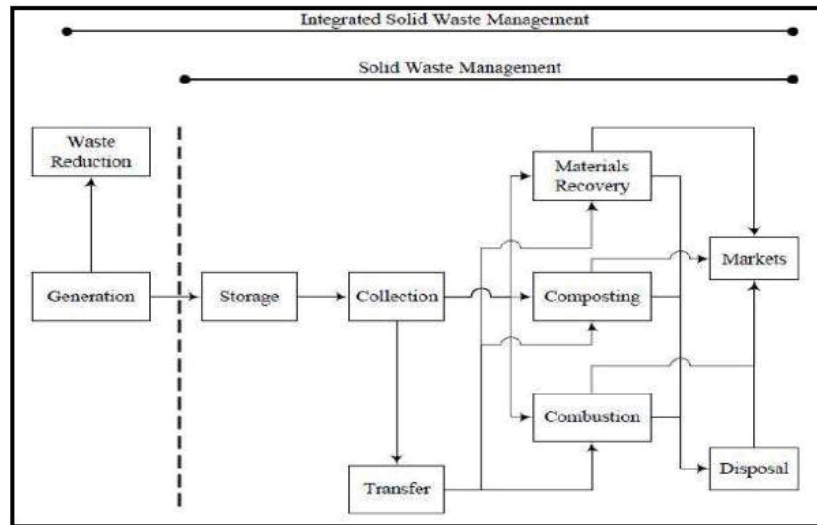 Integrated Solid Waste Management
Solid Waste Management
Waste
Reduction
Materials
Recovery
Markets
Generation
Storage
Collection
Composting
Combustion
Transfer
Disposal